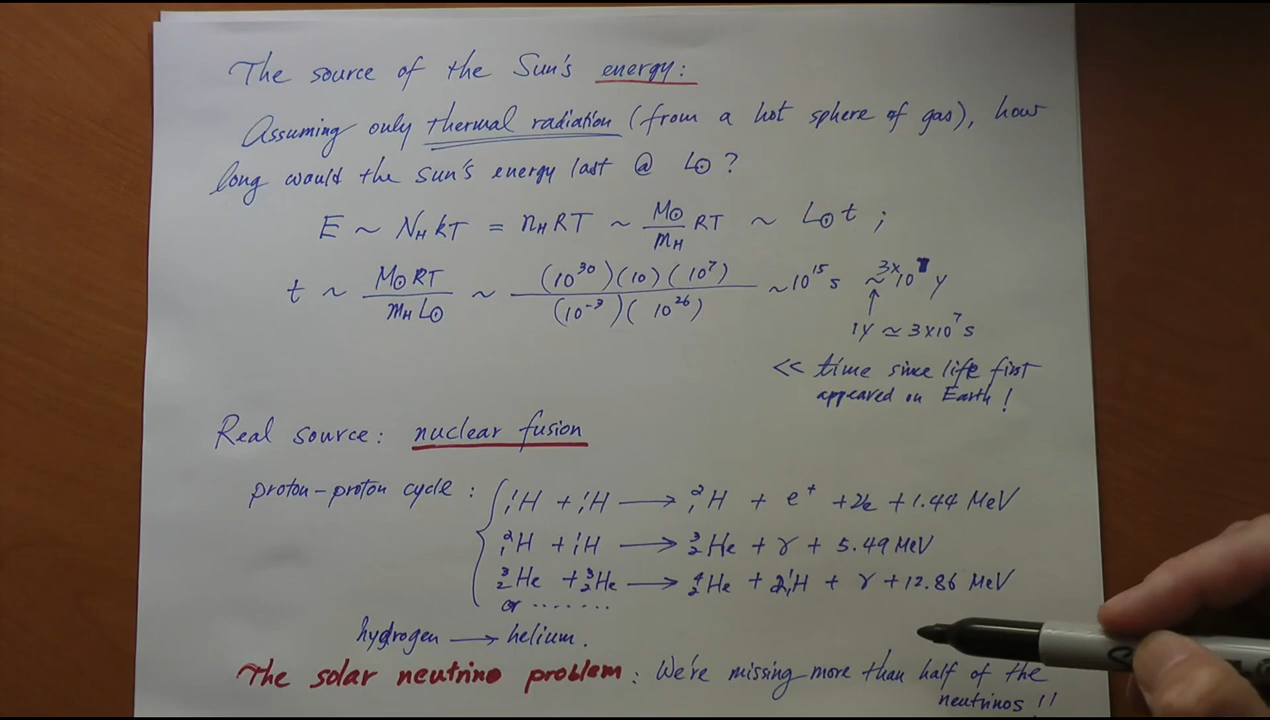 The source of the Sun's energy:
Assuming only thermal radiation (from a hot sphere of gas), how
long would the Sun's energy last @ L☉ ?
E ~ N_H kT = n_H RT ~ M☉/m_H RT ~ L☉ t ;
t ~ M☉RT / m_H L☉ ~ (10^30)(10)(10^7) / (10^-3)(10^26) ~ 10^15 s ≈ 3×10^7 y
↑
1y ≃ 3×10^7 s
<< time since life first
appeared on Earth !
Real source: nuclear fusion
proton-proton cycle : { ¹₁H + ¹₁H → ²₁H + e⁺ + νe + 1.44 MeV
²₁H + ¹₁H → ³₂He + γ + 5.49 MeV
³₂He + ³₂He → ⁴₂He + 2¹₁H + γ + 12.86 MeV
or ........
hydrogen → helium.
The solar neutrino problem : We're missing more than half of the
neutrinos !!